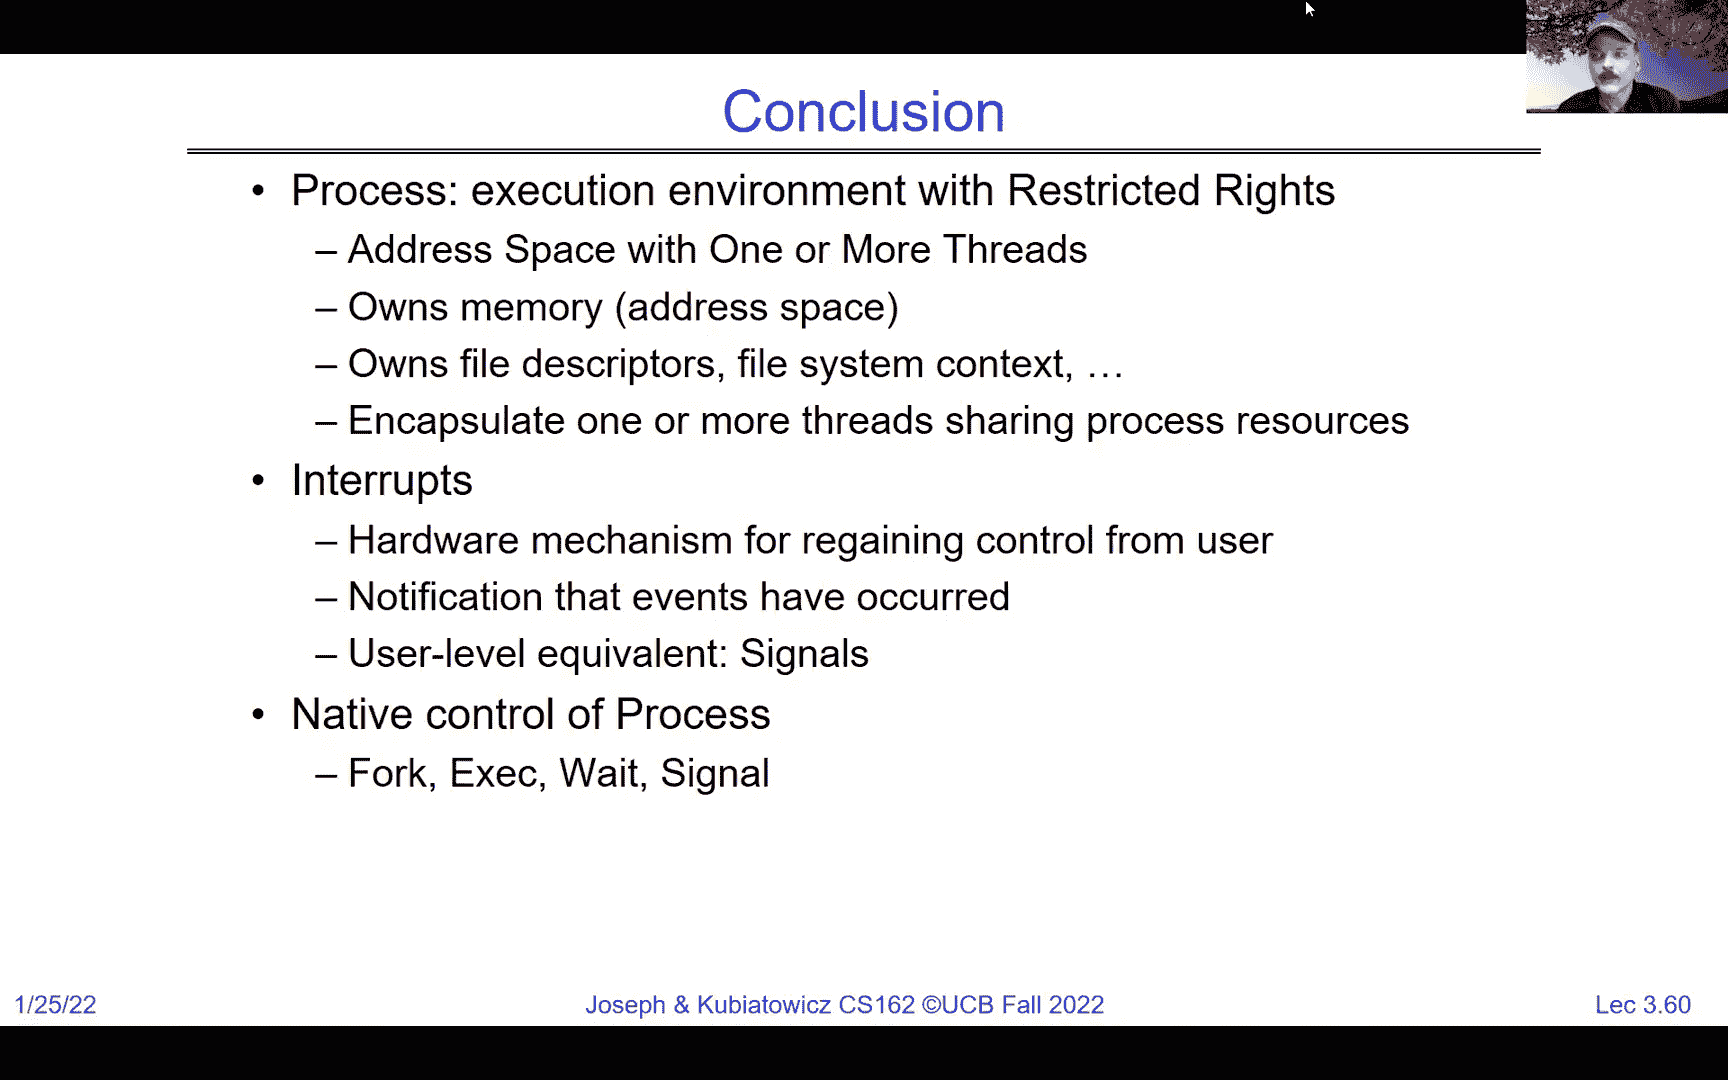 Conclusion
• Process: execution environment with Restricted Rights
– Address Space with One or More Threads
– Owns memory (address space)
– Owns file descriptors, file system context, …
– Encapsulate one or more threads sharing process resources
• Interrupts
– Hardware mechanism for regaining control from user
– Notification that events have occurred
– User-level equivalent: Signals
• Native control of Process
– Fork, Exec, Wait, Signal
1/25/22
Joseph & Kubiatowicz CS162 ©UCB Fall 2022
Lec 3.60